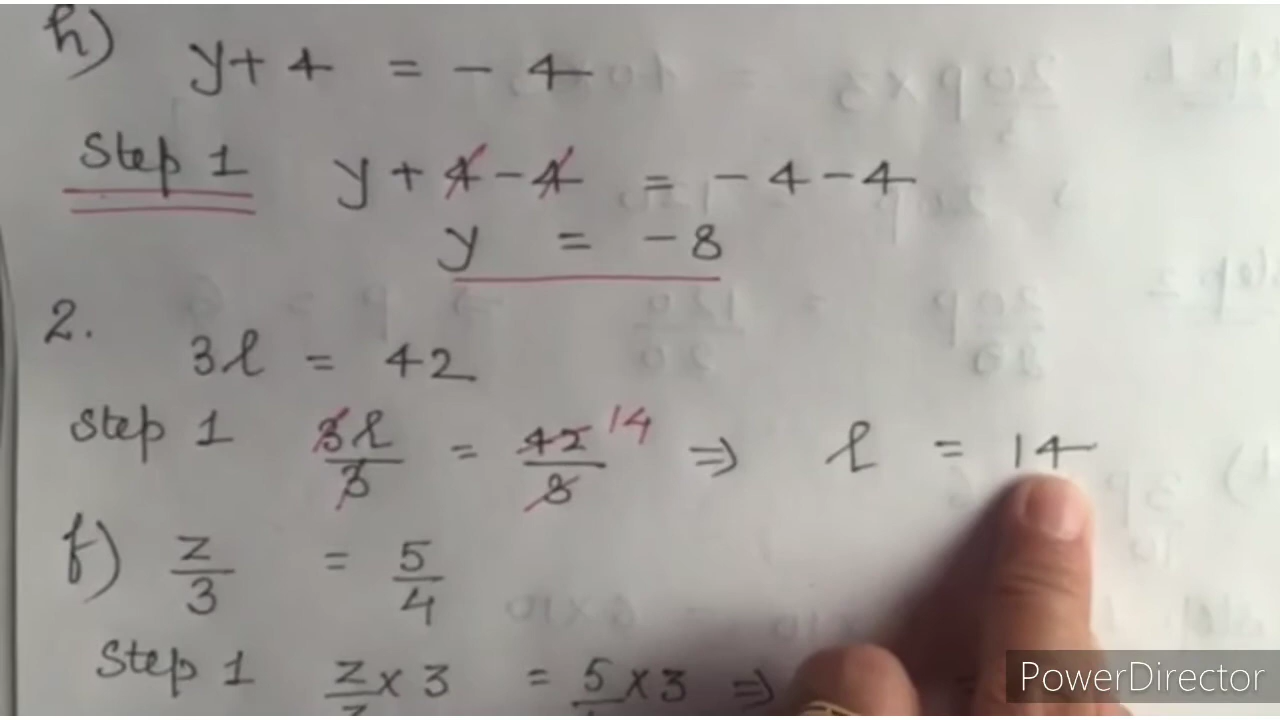 h) y + 4 = - 4
Step 1 y + 4 - 4 = - 4 - 4
y = - 8
2.
3l = 42
Step 1 3l/3 = 42/3 14 ⇒ l = 14
f) z/3 = 5/4
Step 1 z/3 × 3 = 5/4 × 3 ⇒
PowerDirector